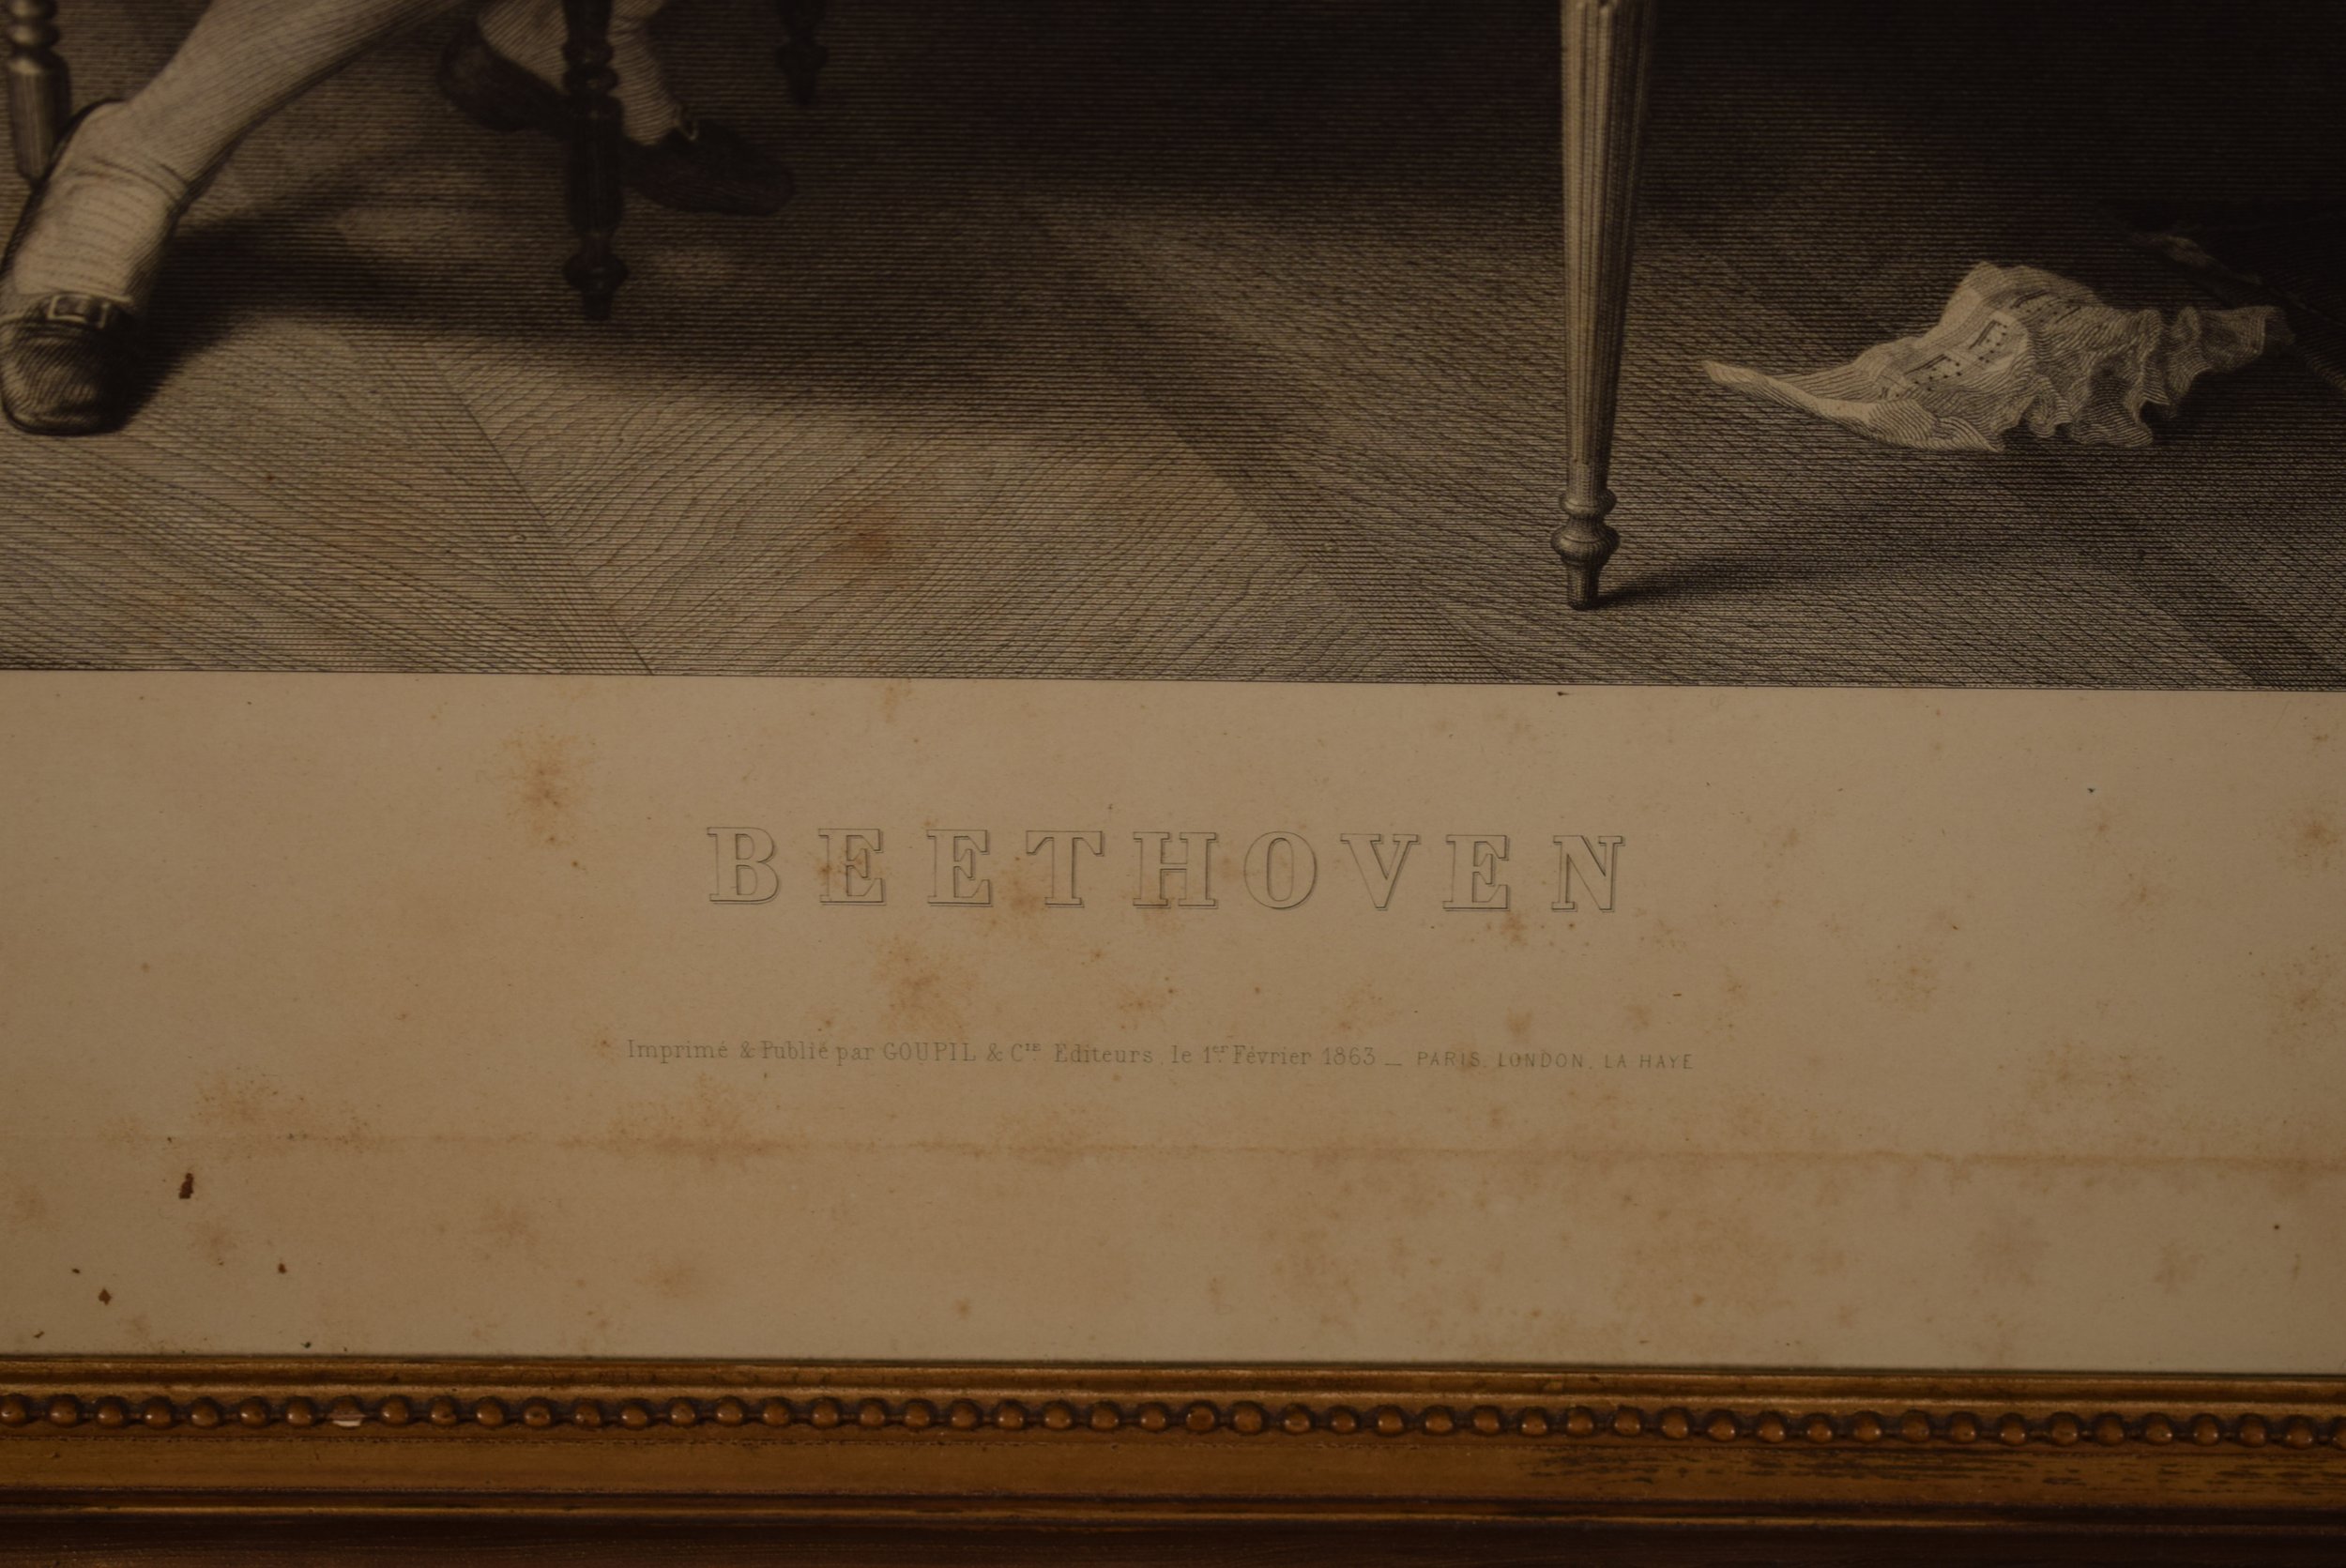 BEETHOVEN
Imprimé & Publié par GOUPIL & Cie Editeurs, le 1er Février 1863 _ PARIS. LONDON. LA HAYE